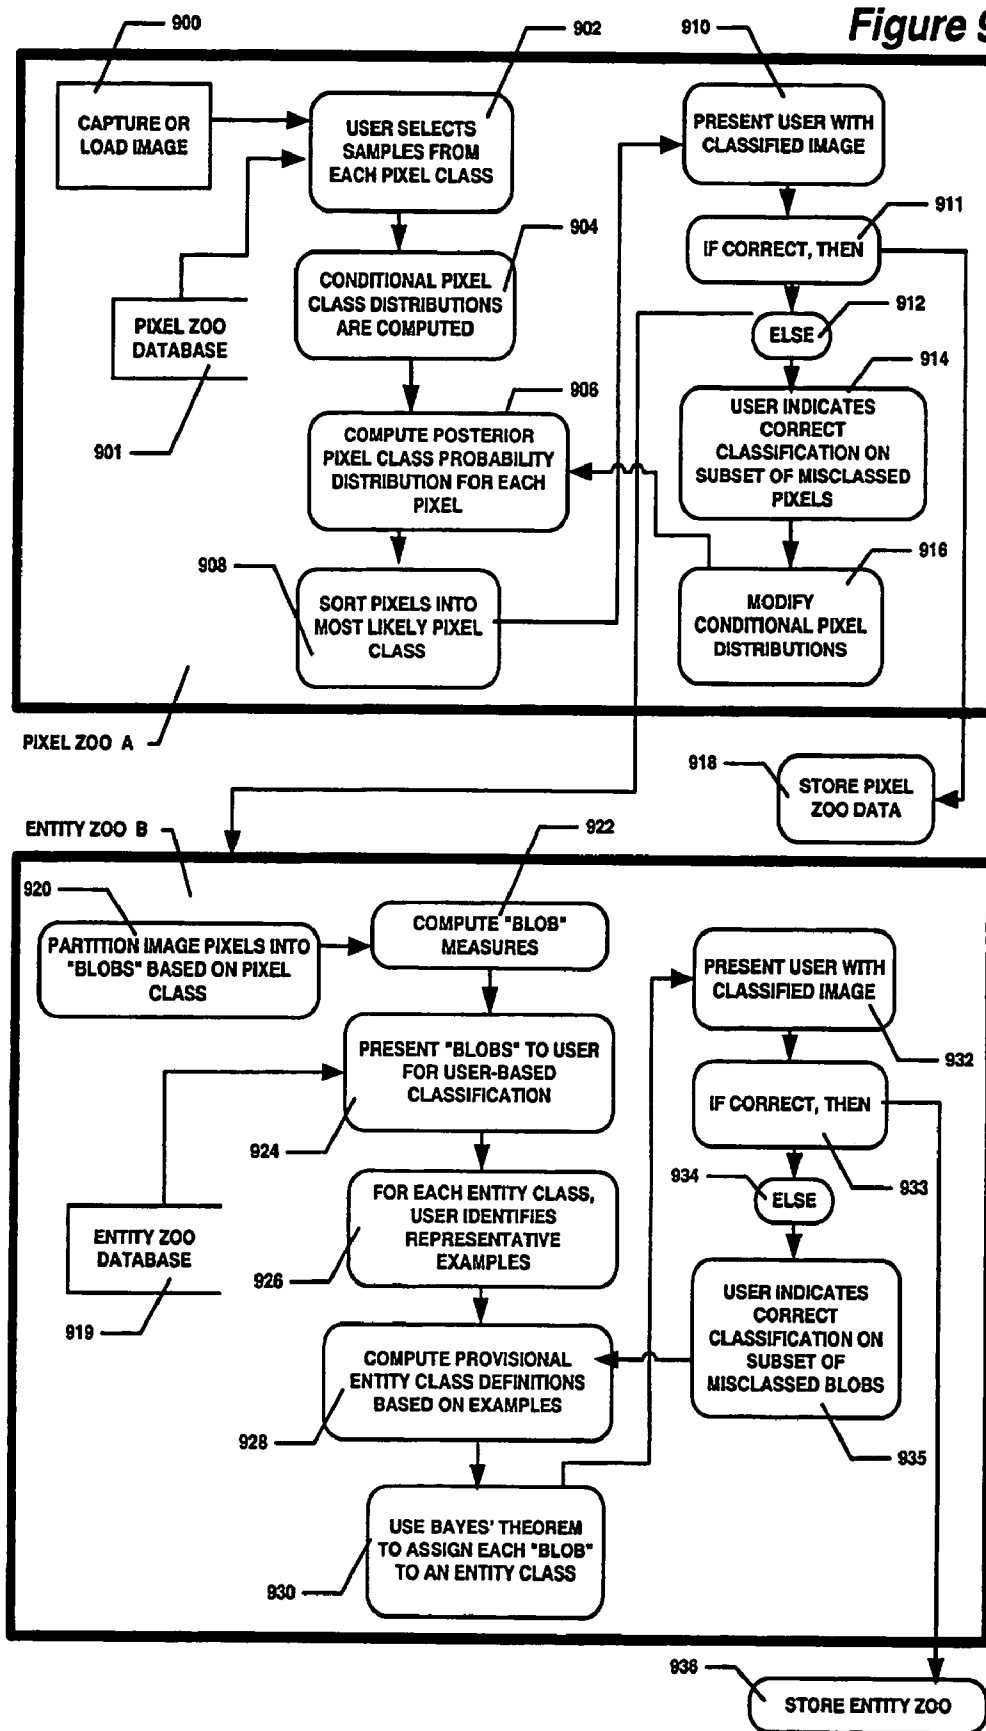 Figure 9
900
CAPTURE OR
LOAD IMAGE
902
USER SELECTS
SAMPLES FROM
EACH PIXEL CLASS
904
CONDITIONAL PIXEL
CLASS DISTRIBUTIONS
ARE COMPUTED
PIXEL ZOO
DATABASE
901
906
COMPUTE POSTERIOR
PIXEL CLASS PROBABILITY
DISTRIBUTION FOR EACH
PIXEL
908
SORT PIXELS INTO
MOST LIKELY PIXEL
CLASS
910
PRESENT USER WITH
CLASSIFIED IMAGE
911
IF CORRECT, THEN
912
ELSE
914
USER INDICATES
CORRECT
CLASSIFICATION ON
SUBSET OF MISCLASSED
PIXELS
916
MODIFY
CONDITIONAL PIXEL
DISTRIBUTIONS
PIXEL ZOO A
918
STORE PIXEL
ZOO DATA
ENTITY ZOO B
920
PARTITION IMAGE PIXELS INTO
"BLOBS" BASED ON PIXEL
CLASS
922
COMPUTE "BLOB"
MEASURES
PRESENT "BLOBS" TO USER
FOR USER-BASED
CLASSIFICATION
924
FOR EACH ENTITY CLASS,
USER IDENTIFIES
REPRESENTATIVE
EXAMPLES
926
ENTITY ZOO
DATABASE
919
COMPUTE PROVISIONAL
ENTITY CLASS DEFINITIONS
BASED ON EXAMPLES
928
USE BAYES' THEOREM
TO ASSIGN EACH "BLOB"
TO AN ENTITY CLASS
930
PRESENT USER WITH
CLASSIFIED IMAGE
932
IF CORRECT, THEN
933
934
ELSE
USER INDICATES
CORRECT
CLASSIFICATION ON
SUBSET OF
MISCLASSED BLOBS
935
936
STORE ENTITY ZOO